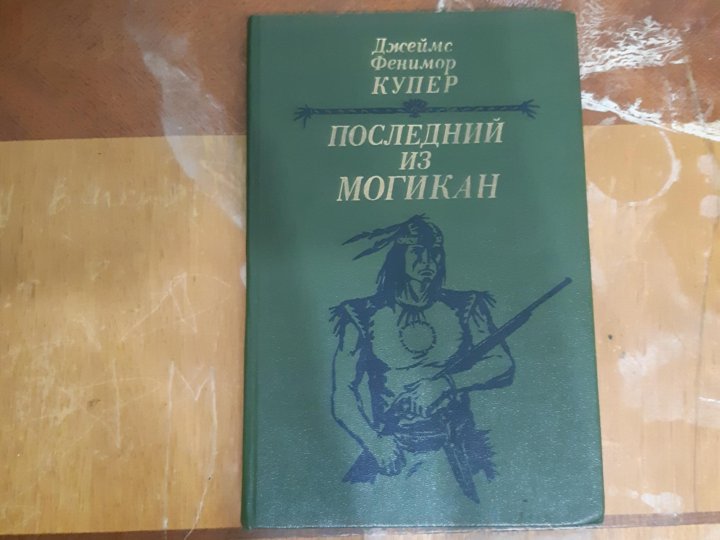 Джеймс
Фенимор
КУПЕР
ПОСЛЕДНИЙ
ИЗ
МОГИКАН